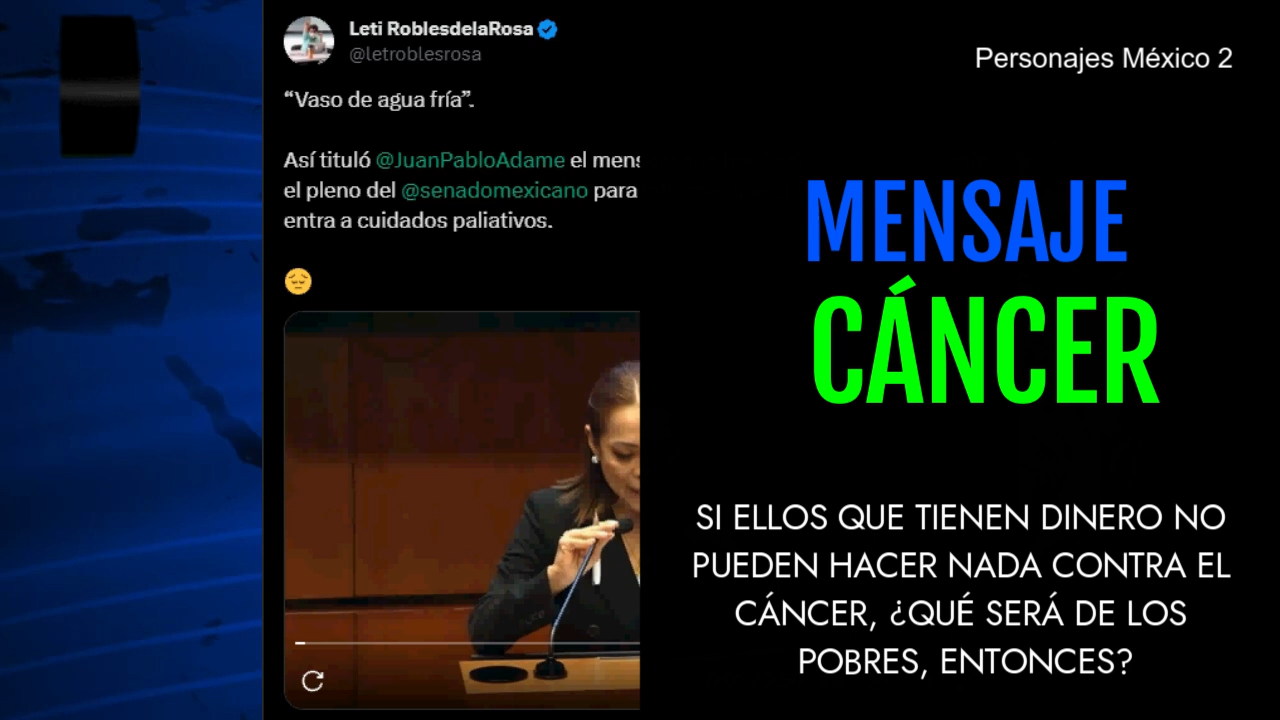 Leti RoblesdelaRosa
@letroblesrosa
“Vaso de agua fría”.
Así tituló @JuanPabloAdame el
el pleno del @senadomexicano para
entra a cuidados paliativos.
Personajes México 2
MENSAJE
CÁNCER
SI ELLOS QUE TIENEN DINERO NO
PUEDEN HACER NADA CONTRA EL
CÁNCER, ¿QUÉ SERÁ DE LOS
POBRES, ENTONCES?